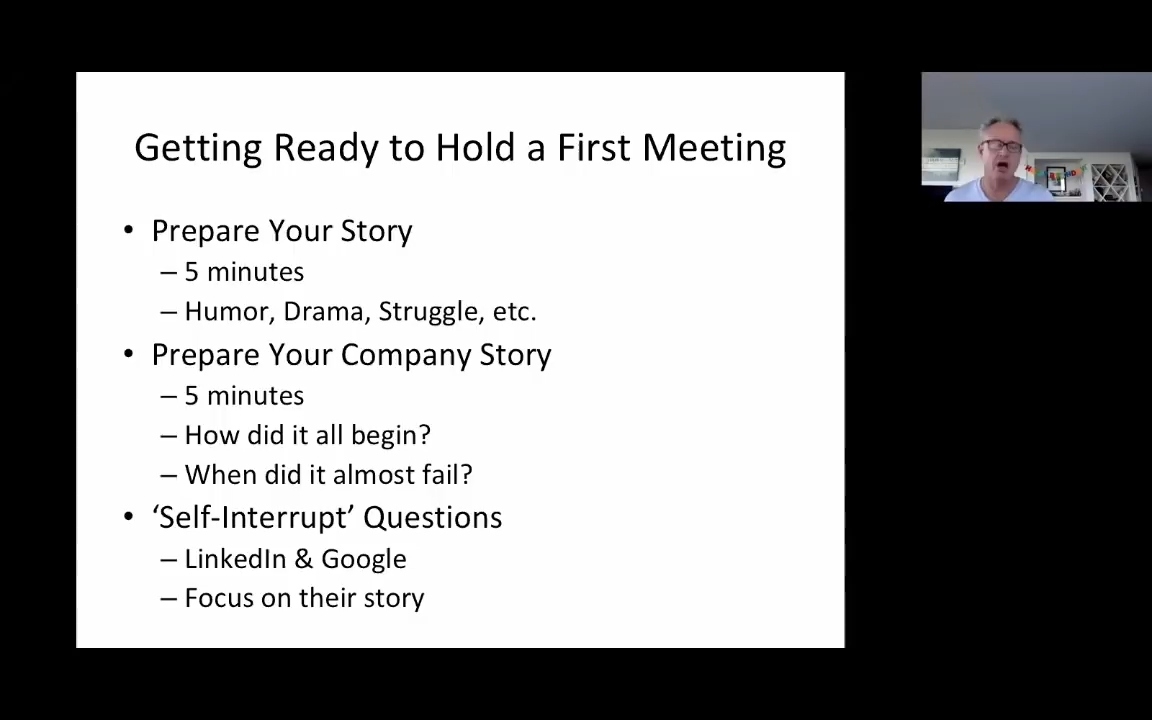 Getting Ready to Hold a First Meeting
• Prepare Your Story
– 5 minutes
– Humor, Drama, Struggle, etc.
• Prepare Your Company Story
– 5 minutes
– How did it all begin?
– When did it almost fail?
• ‘Self-Interrupt’ Questions
– LinkedIn & Google
– Focus on their story